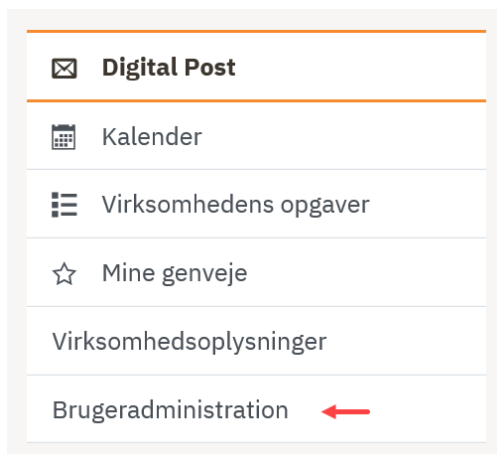 Digital Post
Kalender
Virksomhedens opgaver
Mine genveje
Virksomhedsoplysninger
Brugeradministration